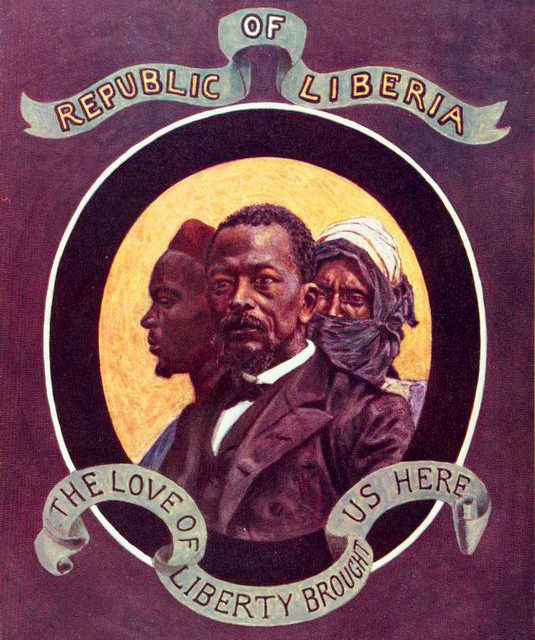 REPUBLIC OF LIBERIA
THE LOVE OF LIBERTY BROUGHT US HERE